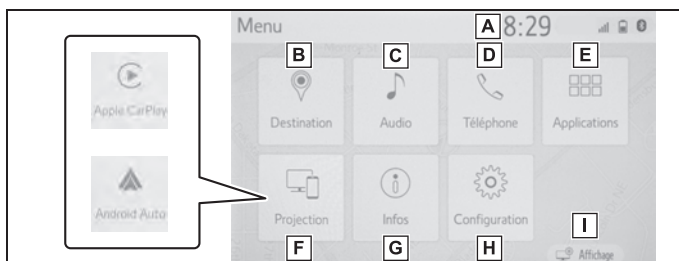 Menu
A 8:29
B C D E
Apple CarPlay
Destination Audio Téléphone Applications
Android Auto
Projection Infos Configuration
I
F G H
Affichage